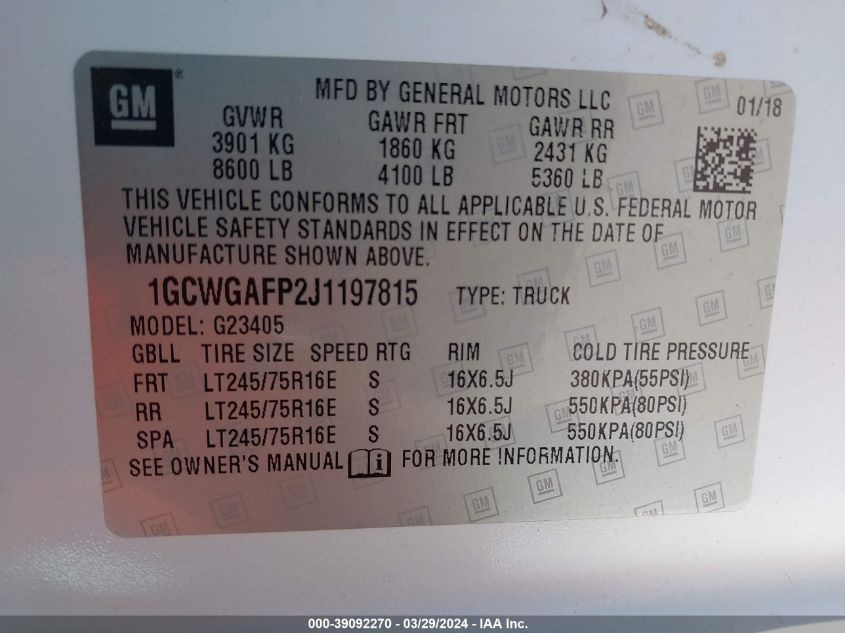 GM ®
MFD BY GENERAL MOTORS LLC
01/18
GVWR GAWR FRT GAWR RR
3901 KG 1860 KG 2431 KG
8600 LB 4100 LB 5360 LB
THIS VEHICLE CONFORMS TO ALL APPLICABLE U.S. FEDERAL MOTOR
VEHICLE SAFETY STANDARDS IN EFFECT ON THE DATE OF
MANUFACTURE SHOWN ABOVE.
1GCWGAFP2J1197815 TYPE: TRUCK
MODEL: G23405
GBLL TIRE SIZE SPEED RTG RIM COLD TIRE PRESSURE
FRT LT245/75R16E S 16X6.5J 380KPA(55PSI)
RR LT245/75R16E S 16X6.5J 550KPA(80PSI)
SPA LT245/75R16E S 16X6.5J 550KPA(80PSI)
SEE OWNER'S MANUAL i FOR MORE INFORMATION.
000-39092270 - 03/29/2024 - IAA Inc.